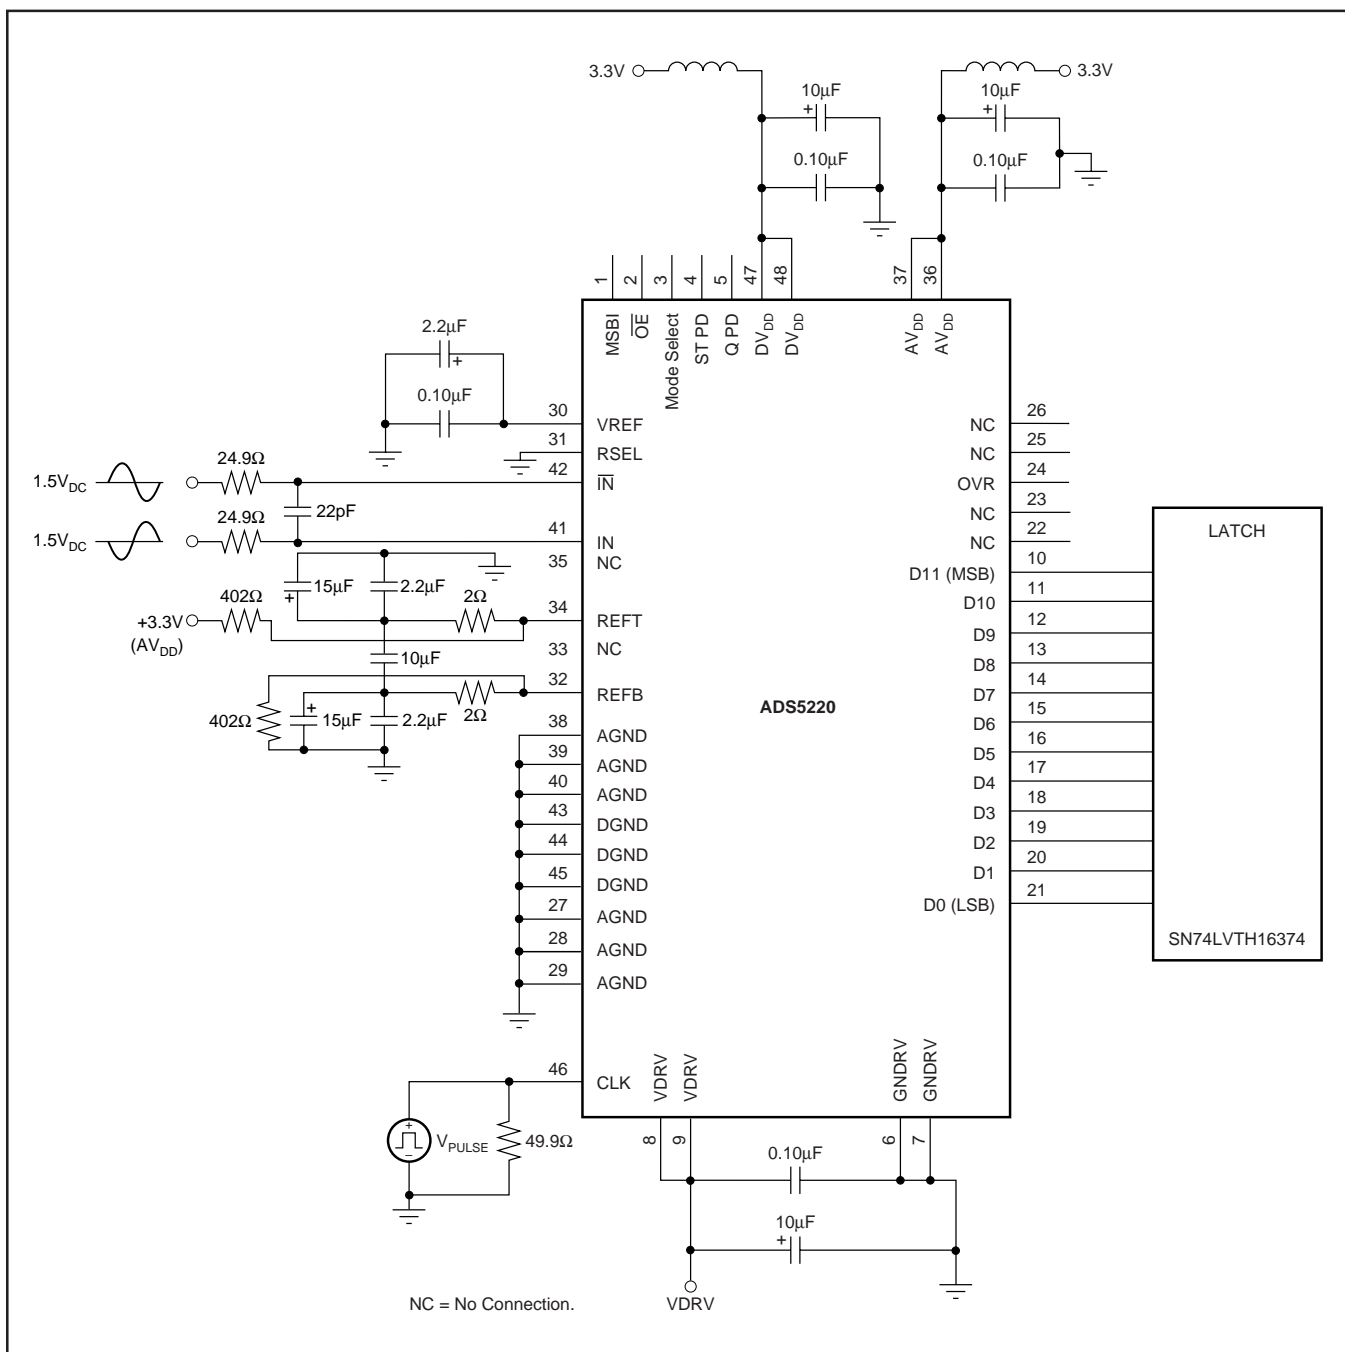 3.3V
3.3V
10µF
+
10µF
+
0.10µF
0.10µF
1
2
3
4
5
47
48
37
36
MSBI
OE
Mode Select
ST PD
Q PD
DVDD
DVDD
AVDD
AVDD
2.2µF
+
0.10µF
30
VREF
31
RSEL
24.9Ω
42
IN
1.5VDC
22pF
24.9Ω
41
IN
1.5VDC
35
NC
15µF
+
2.2µF
402Ω
2Ω
34
REFT
+3.3V
(AVDD)
33
NC
10µF
32
REFB
402Ω
+
15µF
2.2µF
2Ω
38
AGND
39
AGND
40
AGND
43
DGND
44
DGND
45
DGND
27
AGND
28
AGND
29
AGND
46
CLK
+
–
VPULSE
49.9Ω
ADS5220
NC
26
NC
25
OVR
24
NC
23
NC
22
D11 (MSB)
10
D10
11
D9
12
D8
13
D7
14
D6
15
D5
16
D4
17
D3
18
D2
19
D1
20
D0 (LSB)
21
LATCH
SN74LVTH16374
VDRV
VDRV
GNDRV
GNDRV
8
9
6
7
0.10µF
10µF
+
VDRV
NC = No Connection.